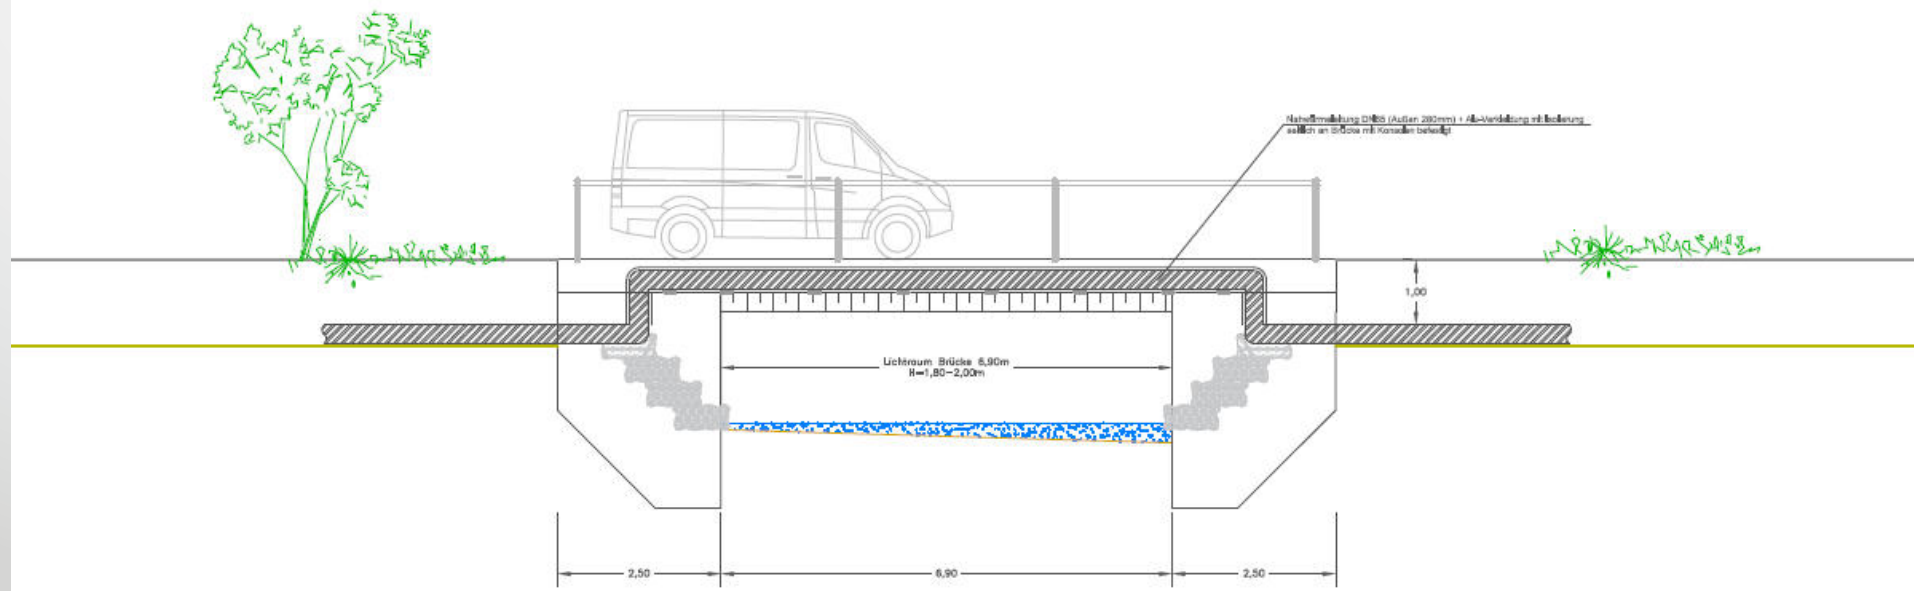 Nahwärmeleitung DN65 (Außen 280mm) + Alu-Verkleidung mit Isolierung
seitlich an Brücke mit Konsolen befestigt
1,00
Lichtraum Brücke 6,90m
H=1,80-2,00m
2,50
6,90
2,50